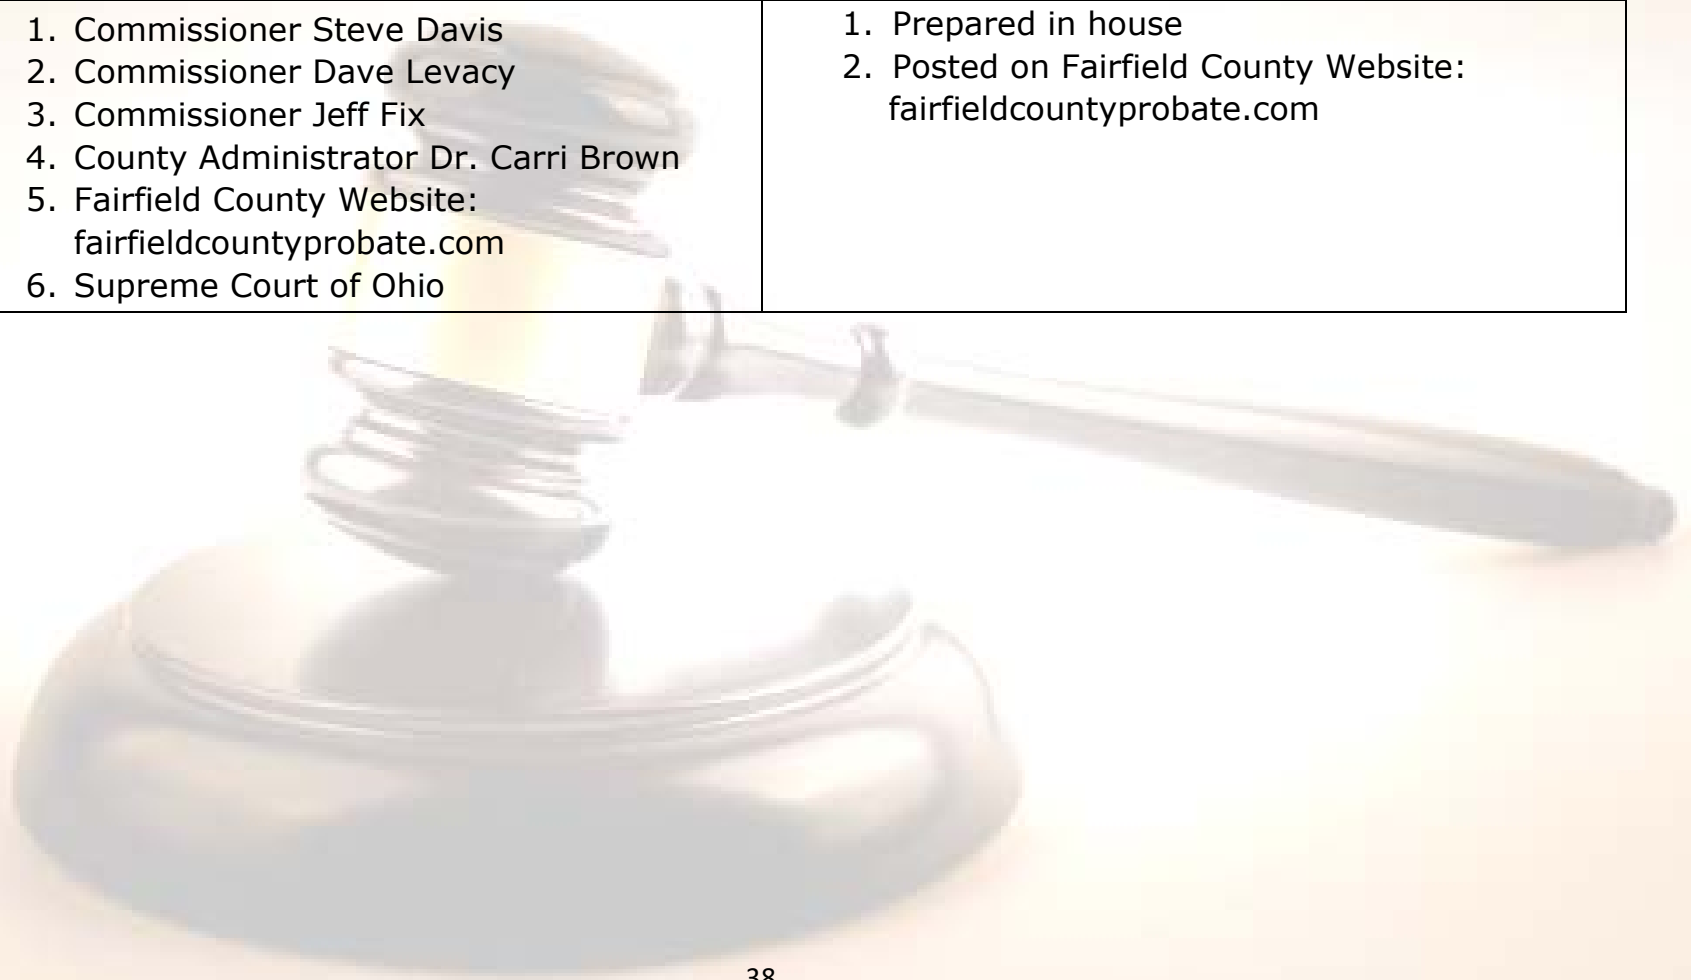 1. Commissioner Steve Davis
2. Commissioner Dave Levacy
3. Commissioner Jeff Fix
4. County Administrator Dr. Carri Brown
5. Fairfield County Website:
fairfieldcountyprobate.com
6. Supreme Court of Ohio
1. Prepared in house
2. Posted on Fairfield County Website:
fairfieldcountyprobate.com
38